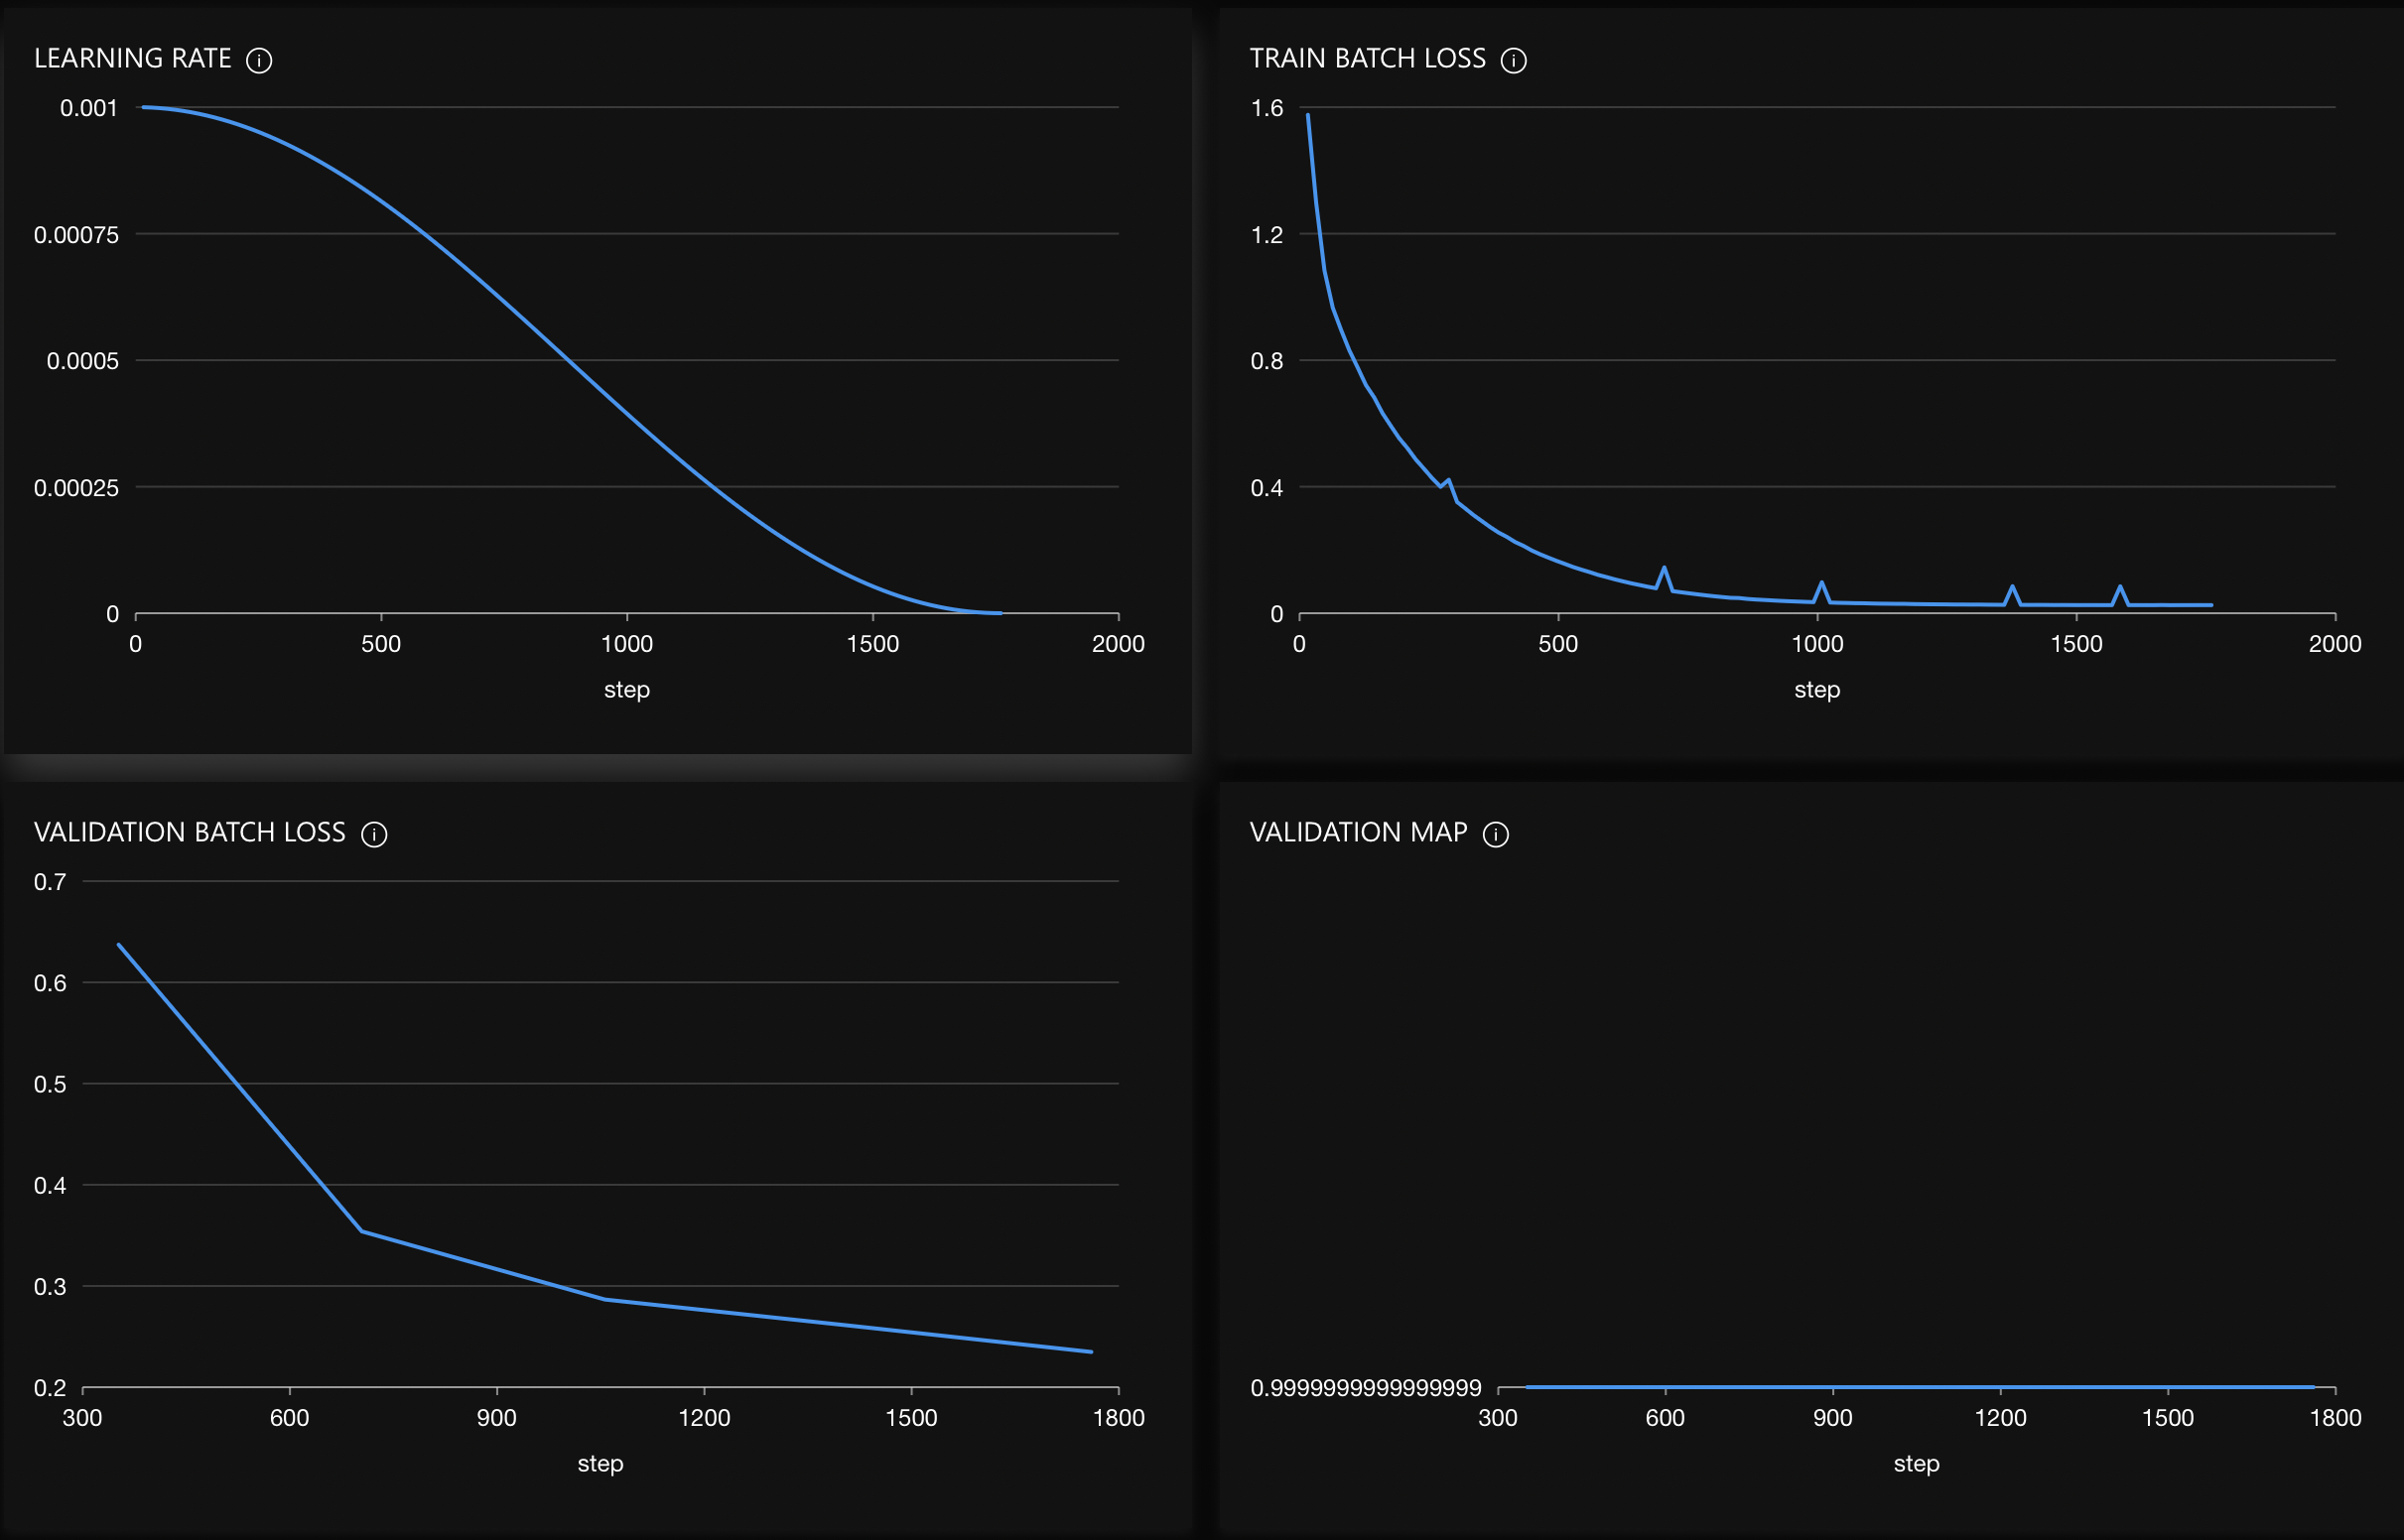 LEARNING RATE
0.001
0.00075
0.0005
0.00025
0
0 500 1000 1500 2000
step
TRAIN BATCH LOSS
1.6
1.2
0.8
0.4
0
0 500 1000 1500 2000
step
VALIDATION BATCH LOSS
0.7
0.6
0.5
0.4
0.3
0.2
300 600 900 1200 1500 1800
step
VALIDATION MAP
0.9999999999999999
300 600 900 1200 1500 1800
step